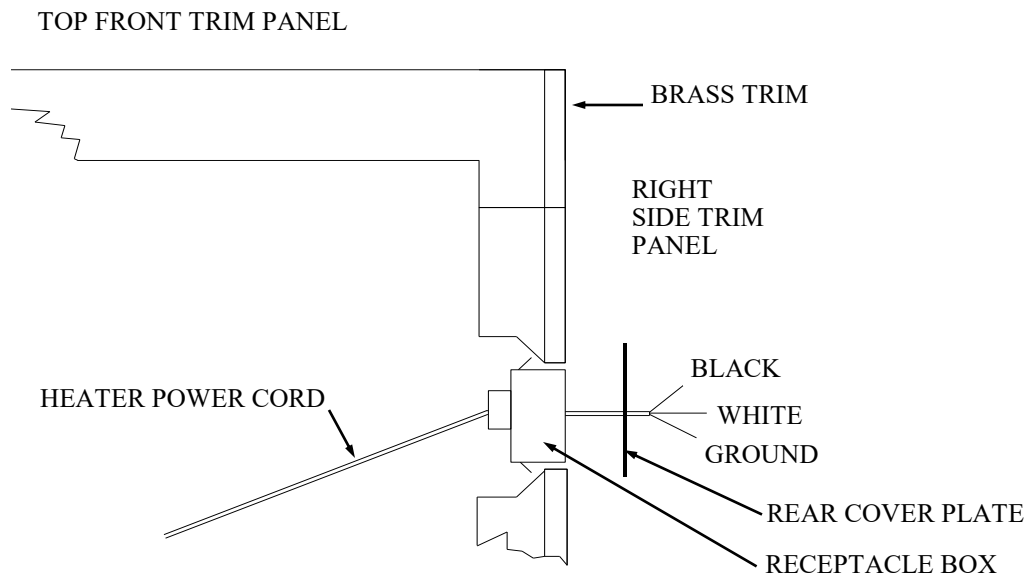 TOP FRONT TRIM PANEL
BRASS TRIM
RIGHT
SIDE TRIM
PANEL
BLACK
HEATER POWER CORD
WHITE
GROUND
REAR COVER PLATE
RECEPTACLE BOX